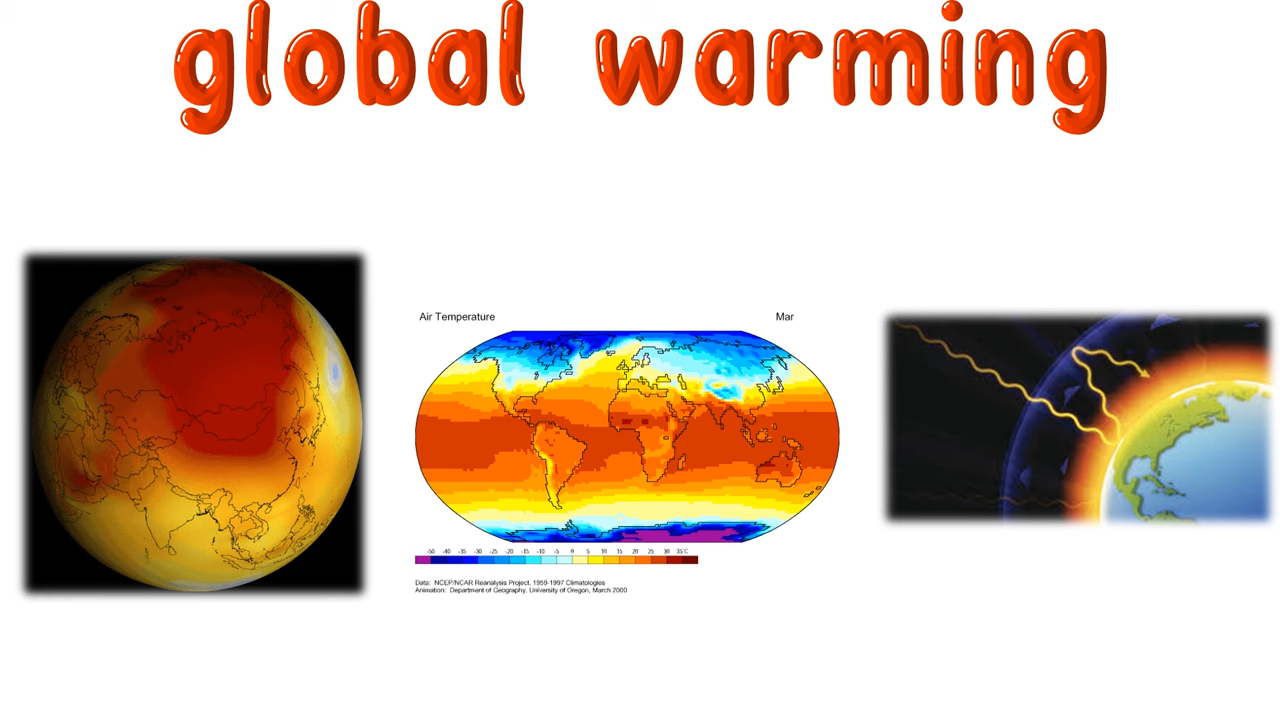 global warming
Air Temperature Mar
-50 -40 -35 -30 -25 -20 -15 -10 -5 0 5 10 15 20 25 30 35°C
Data: NCEP/NCAR Reanalysis Project, 1959-1997 Climatologies
Animation: Department of Geography, University of Oregon, March 2000